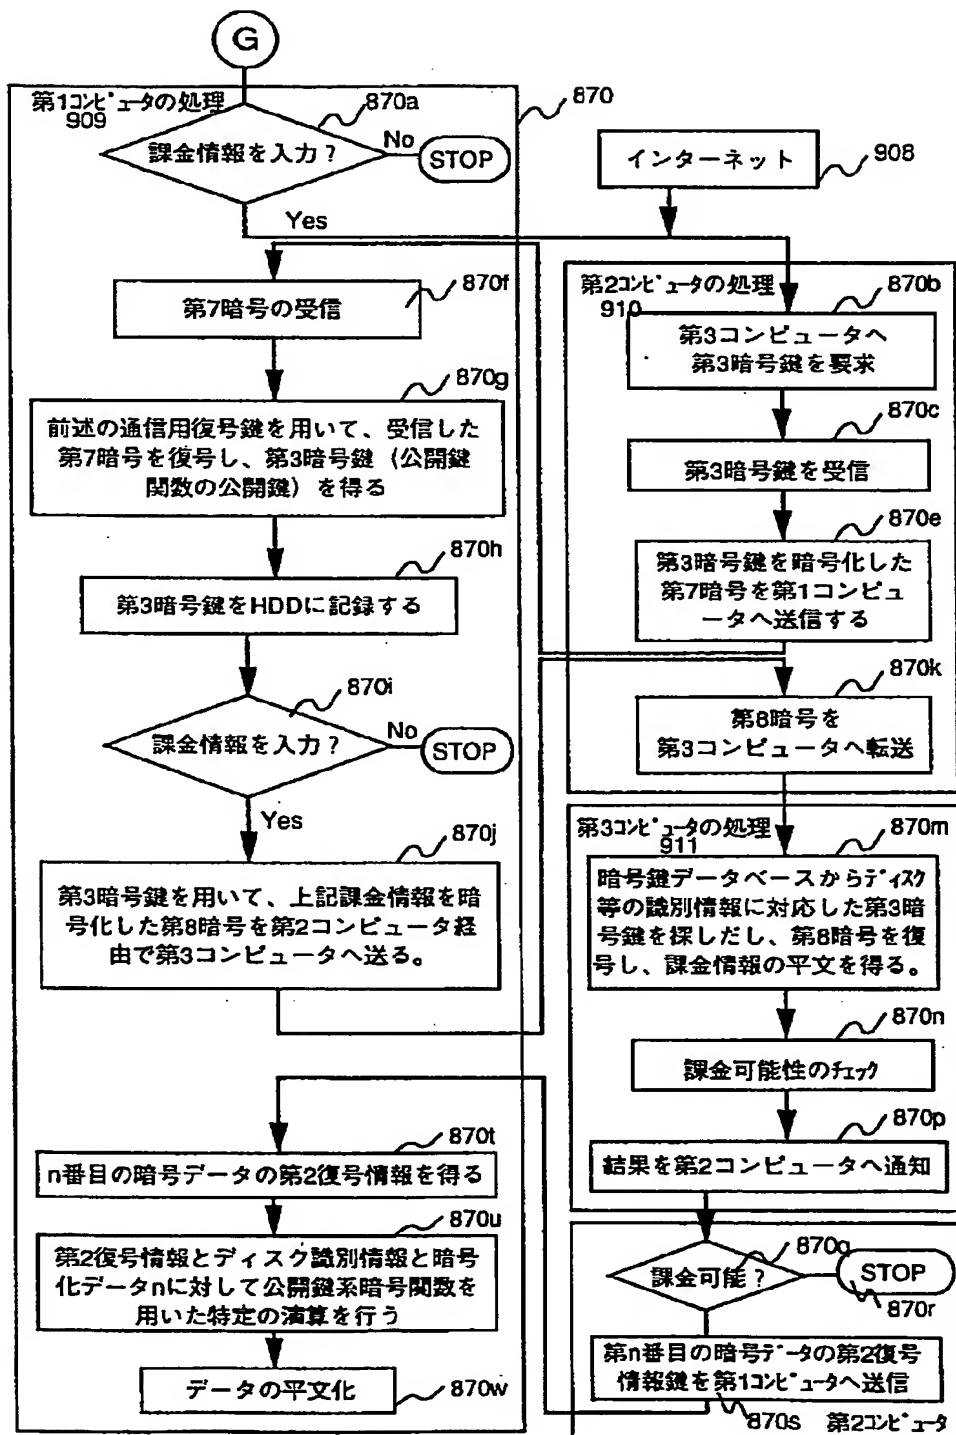 G
第1コンピュータの処理
909
870a
870
課金情報を入力？
No
STOP
Yes
インターネット
908
870f
第7暗号の受信
870g
前述の通信用復号鍵を用いて、受信した
第7暗号を復号し、第3暗号鍵（公開鍵
関数の公開鍵）を得る
870h
第3暗号鍵をHDDに記録する
870i
課金情報を入力？
No
STOP
Yes
870j
第3暗号鍵を用いて、上記課金情報を暗
号化した第8暗号を第2コンピュータ経
由で第3コンピュータへ送る。
870t
n番目の暗号データの第2復号情報を得る
870u
第2復号情報とディスク識別情報と暗号
化データnに対して公開鍵系暗号関数を
用いた特定の演算を行う
データの平文化
870w
第2コンピュータの処理
910
870b
第3コンピュータへ
第3暗号鍵を要求
870c
第3暗号鍵を受信
870e
第3暗号鍵を暗号化した
第7暗号を第1コンピュ
ータへ送信する
870k
第8暗号を
第3コンピュータへ転送
第3コンピュータの処理
911
870m
暗号鍵データベースからディスク
等の識別情報に対応した第3暗
号鍵を探しだし、第8暗号を復
号し、課金情報の平文を得る。
870n
課金可能性のチェック
870p
結果を第2コンピュータへ通知
870q
課金可能？
STOP
870r
第n番目の暗号データの第2復号
情報鍵を第1コンピュータへ送信
870s
第2コンピュータ